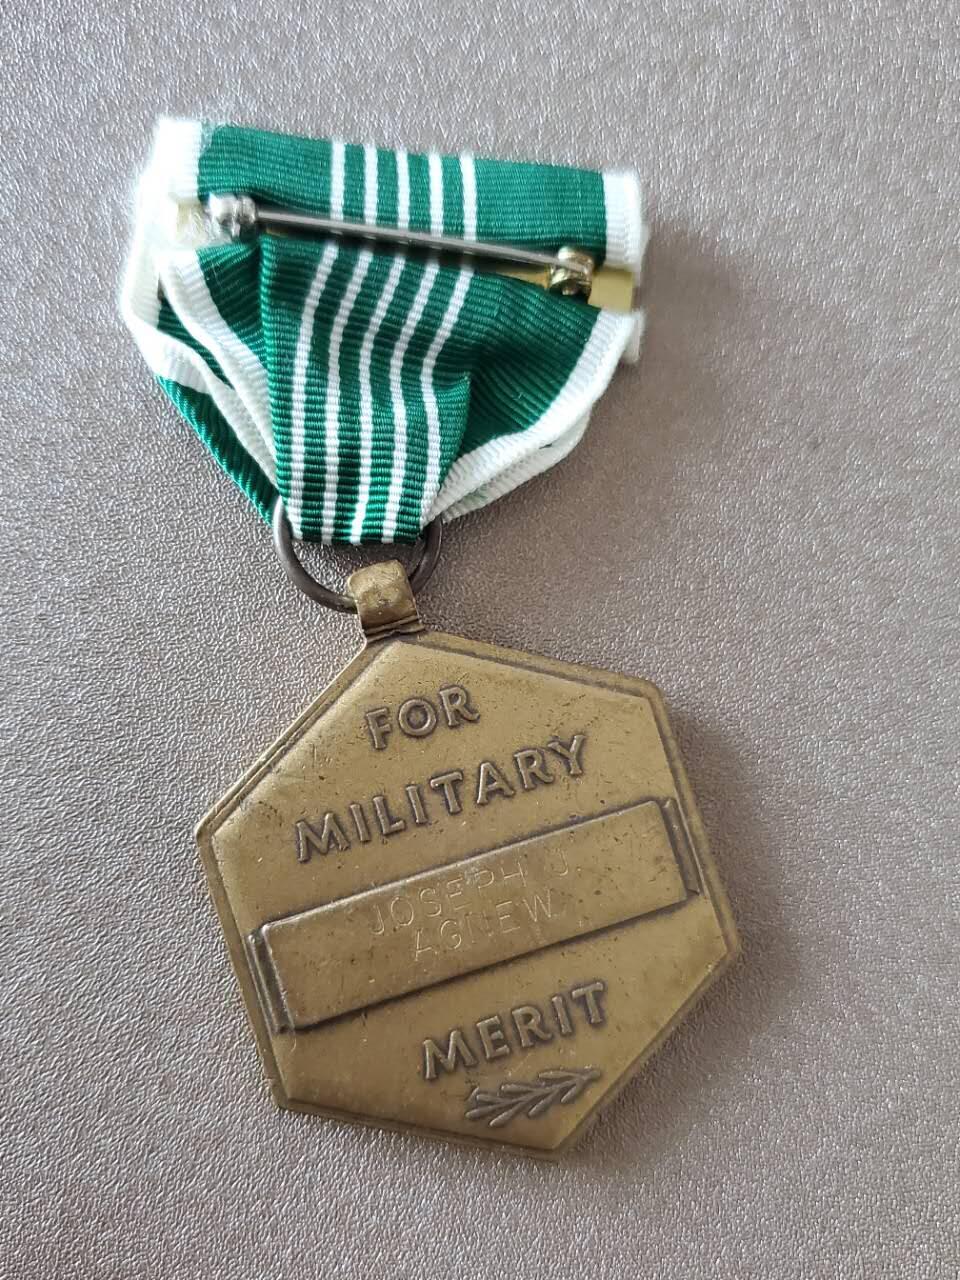 FOR
MILITARY
JOSEPH J.
AGNEW
MERIT